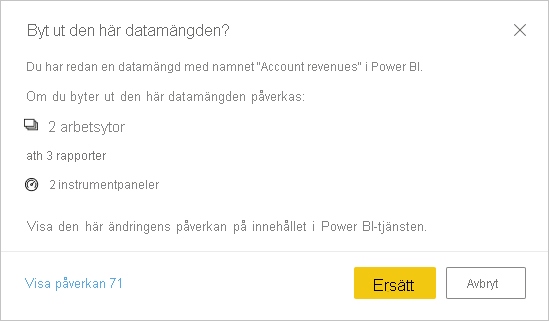 Byt ut den här datamängden?
Du har redan en datamängd med namnet "Account revenues" i Power BI.
Om du byter ut den här datamängden påverkas:
2 arbetsytor
ath 3 rapporter
2 instrumentpaneler
Visa den här ändringens påverkan på innehållet i Power BI-tjänsten.
Visa påverkan 71
Ersätt
Avbryt